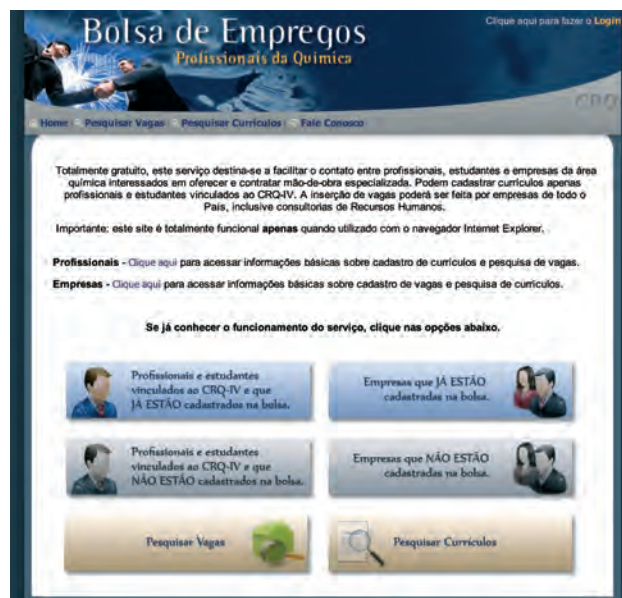 Bolsa de Empregos
Clique aqui para fazer o Login
Profissionais da Química
CRQ
Home Pesquisar Vagas Pesquisar Currículos Fale Conosco
Totalmente gratuito, este serviço destina-se a facilitar o contato entre profissionais, estudantes e empresas da área
química interessados em oferecer e contratar mão-de-obra especializada. Podem cadastrar currículos apenas
profissionais e estudantes vinculados ao CRQ-IV. A inserção de vagas poderá ser feita por empresas de todo o
País, inclusive consultorias de Recursos Humanos.
Importante: este site é totalmente funcional apenas quando utilizado com o navegador Internet Explorer.
Profissionais - Clique aqui para acessar informações básicas sobre cadastro de currículos e pesquisa de vagas.
Empresas - Clique aqui para acessar informações básicas sobre cadastro de vagas e pesquisa de currículos.
Se já conhecer o funcionamento do serviço, clique nas opções abaixo.
Profissionais e estudantes
vinculados ao CRQ-IV e que
JÁ ESTÃO cadastrados na bolsa.
Empresas que JÁ ESTÃO
cadastradas na bolsa.
Profissionais e estudantes
vinculados ao CRQ-IV e que
NÃO ESTÃO cadastrados na bolsa.
Empresas que NÃO ESTÃO
cadastradas na bolsa.
Pesquisar Vagas
Pesquisar Currículos